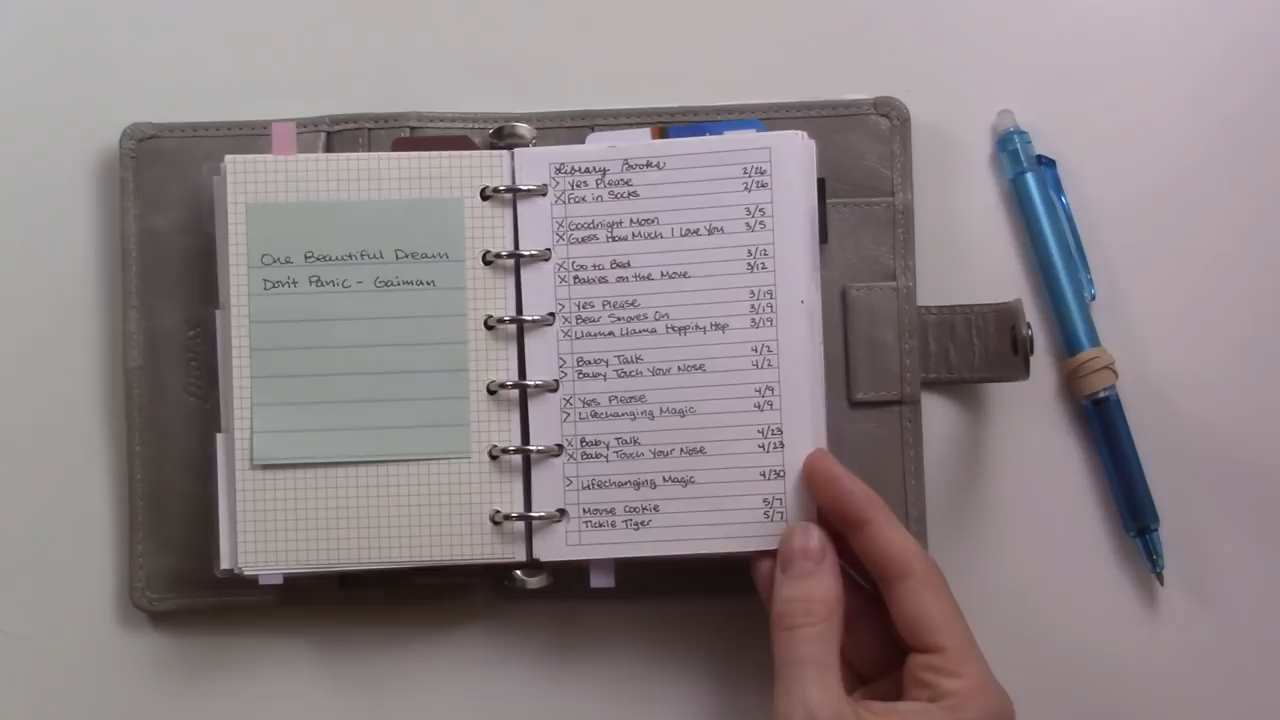 One Beautiful Dream
Don't Panic - Gaiman
Library Books
> Yes Please 2/26
X Fox in Socks 2/26
X Goodnight Moon 3/5
X Guess How Much I Love You 3/5
X Go to Bed 3/12
X Babies on the Move 3/12
> Yes Please 3/19
X Bear Snores On 3/19
X Llama Llama Hoppity Hop 3/19
> Baby Talk 4/2
> Baby Touch Your Nose 4/2
X Yes Please 4/9
> Lifechanging Magic 4/9
X Baby Talk 4/23
X Baby Touch Your Nose 4/23
> Lifechanging Magic 4/30
Mouse Cookie 5/7
Tickle Tiger 5/7